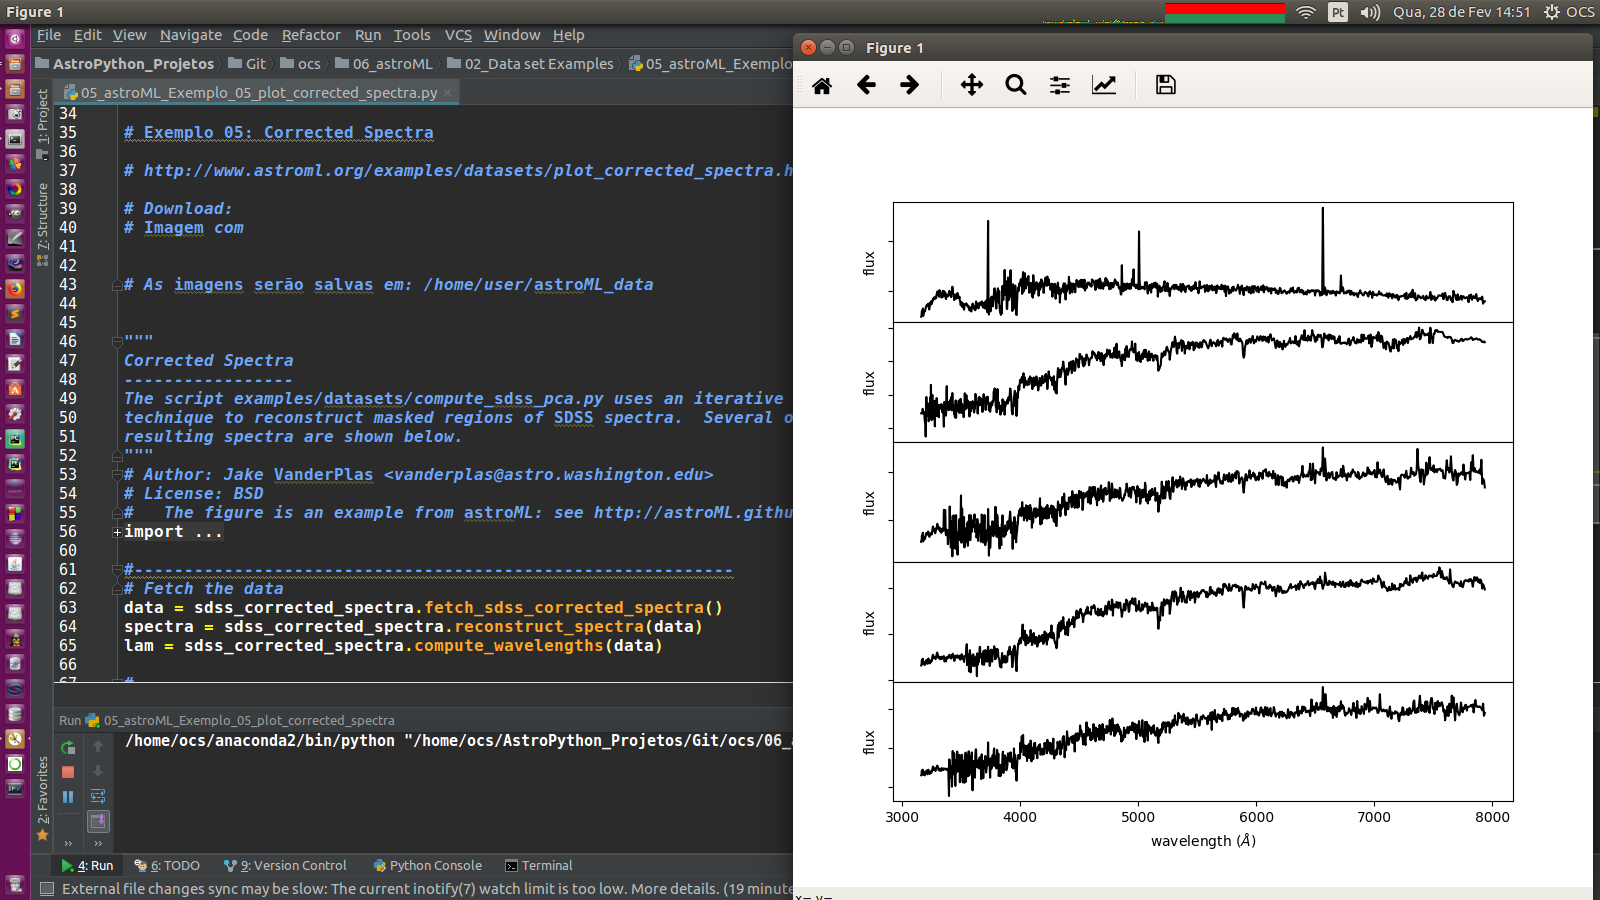 Figure 1
Pt
Qua, 28 de Fev 14:51
OCS
File Edit View Navigate Code Refactor Run Tools VCS Window Help
AstroPython_Projetos Git ocs 06_astroML 02_Data set Examples 05_astroML_Exemplo
05_astroML_Exemplo_05_plot_corrected_spectra.py
1: Project
7: Structure
2: Favorites
34
35 # Exemplo 05: Corrected Spectra
36
37 # http://www.astroml.org/examples/datasets/plot_corrected_spectra.h
38
39 # Download:
40 # Imagem com
41
42
43 # As imagens serão salvas em: /home/user/astroML_data
44
45
46 """
47 Corrected Spectra
48 -----------------
49 The script examples/datasets/compute_sdss_pca.py uses an iterative
50 technique to reconstruct masked regions of SDSS spectra.  Several o
51 resulting spectra are shown below.
52 """
53 # Author: Jake VanderPlas <vanderplas@astro.washington.edu>
54 # License: BSD
55 #   The figure is an example from astroML: see http://astroML.githu
56 import ...
60
61 #------------------------------------------------------------
62 # Fetch the data
63 data = sdss_corrected_spectra.fetch_sdss_corrected_spectra()
64 spectra = sdss_corrected_spectra.reconstruct_spectra(data)
65 lam = sdss_corrected_spectra.compute_wavelengths(data)
66
67 #
Run 05_astroML_Exemplo_05_plot_corrected_spectra
/home/ocs/anaconda2/bin/python "/home/ocs/AstroPython_Projetos/Git/ocs/06_
4: Run 6: TODO 9: Version Control Python Console Terminal
External file changes sync may be slow: The current inotify(7) watch limit is too low. More details. (19 minute
Figure 1
flux
flux
flux
flux
flux
3000 4000 5000 6000 7000 8000
wavelength (Å)
x= y=